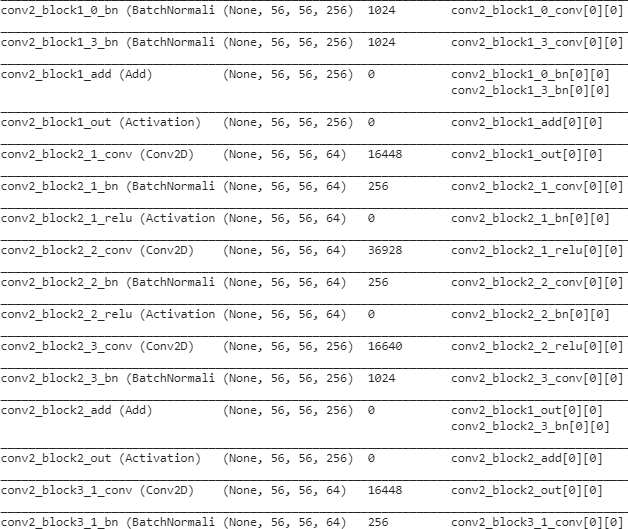 conv2_block1_0_bn (BatchNormali (None, 56, 56, 256) 1024 conv2_block1_0_conv[0][0]
conv2_block1_3_bn (BatchNormali (None, 56, 56, 256) 1024 conv2_block1_3_conv[0][0]
conv2_block1_add (Add) (None, 56, 56, 256) 0 conv2_block1_0_bn[0][0]
conv2_block1_3_bn[0][0]
conv2_block1_out (Activation) (None, 56, 56, 256) 0 conv2_block1_add[0][0]
conv2_block2_1_conv (Conv2D) (None, 56, 56, 64) 16448 conv2_block1_out[0][0]
conv2_block2_1_bn (BatchNormali (None, 56, 56, 64) 256 conv2_block2_1_conv[0][0]
conv2_block2_1_relu (Activation (None, 56, 56, 64) 0 conv2_block2_1_bn[0][0]
conv2_block2_2_conv (Conv2D) (None, 56, 56, 64) 36928 conv2_block2_1_relu[0][0]
conv2_block2_2_bn (BatchNormali (None, 56, 56, 64) 256 conv2_block2_2_conv[0][0]
conv2_block2_2_relu (Activation (None, 56, 56, 64) 0 conv2_block2_2_bn[0][0]
conv2_block2_3_conv (Conv2D) (None, 56, 56, 256) 16640 conv2_block2_2_relu[0][0]
conv2_block2_3_bn (BatchNormali (None, 56, 56, 256) 1024 conv2_block2_3_conv[0][0]
conv2_block2_add (Add) (None, 56, 56, 256) 0 conv2_block1_out[0][0]
conv2_block2_3_bn[0][0]
conv2_block2_out (Activation) (None, 56, 56, 256) 0 conv2_block2_add[0][0]
conv2_block3_1_conv (Conv2D) (None, 56, 56, 64) 16448 conv2_block2_out[0][0]
conv2_block3_1_bn (BatchNormali (None, 56, 56, 64) 256 conv2_block3_1_conv[0][0]